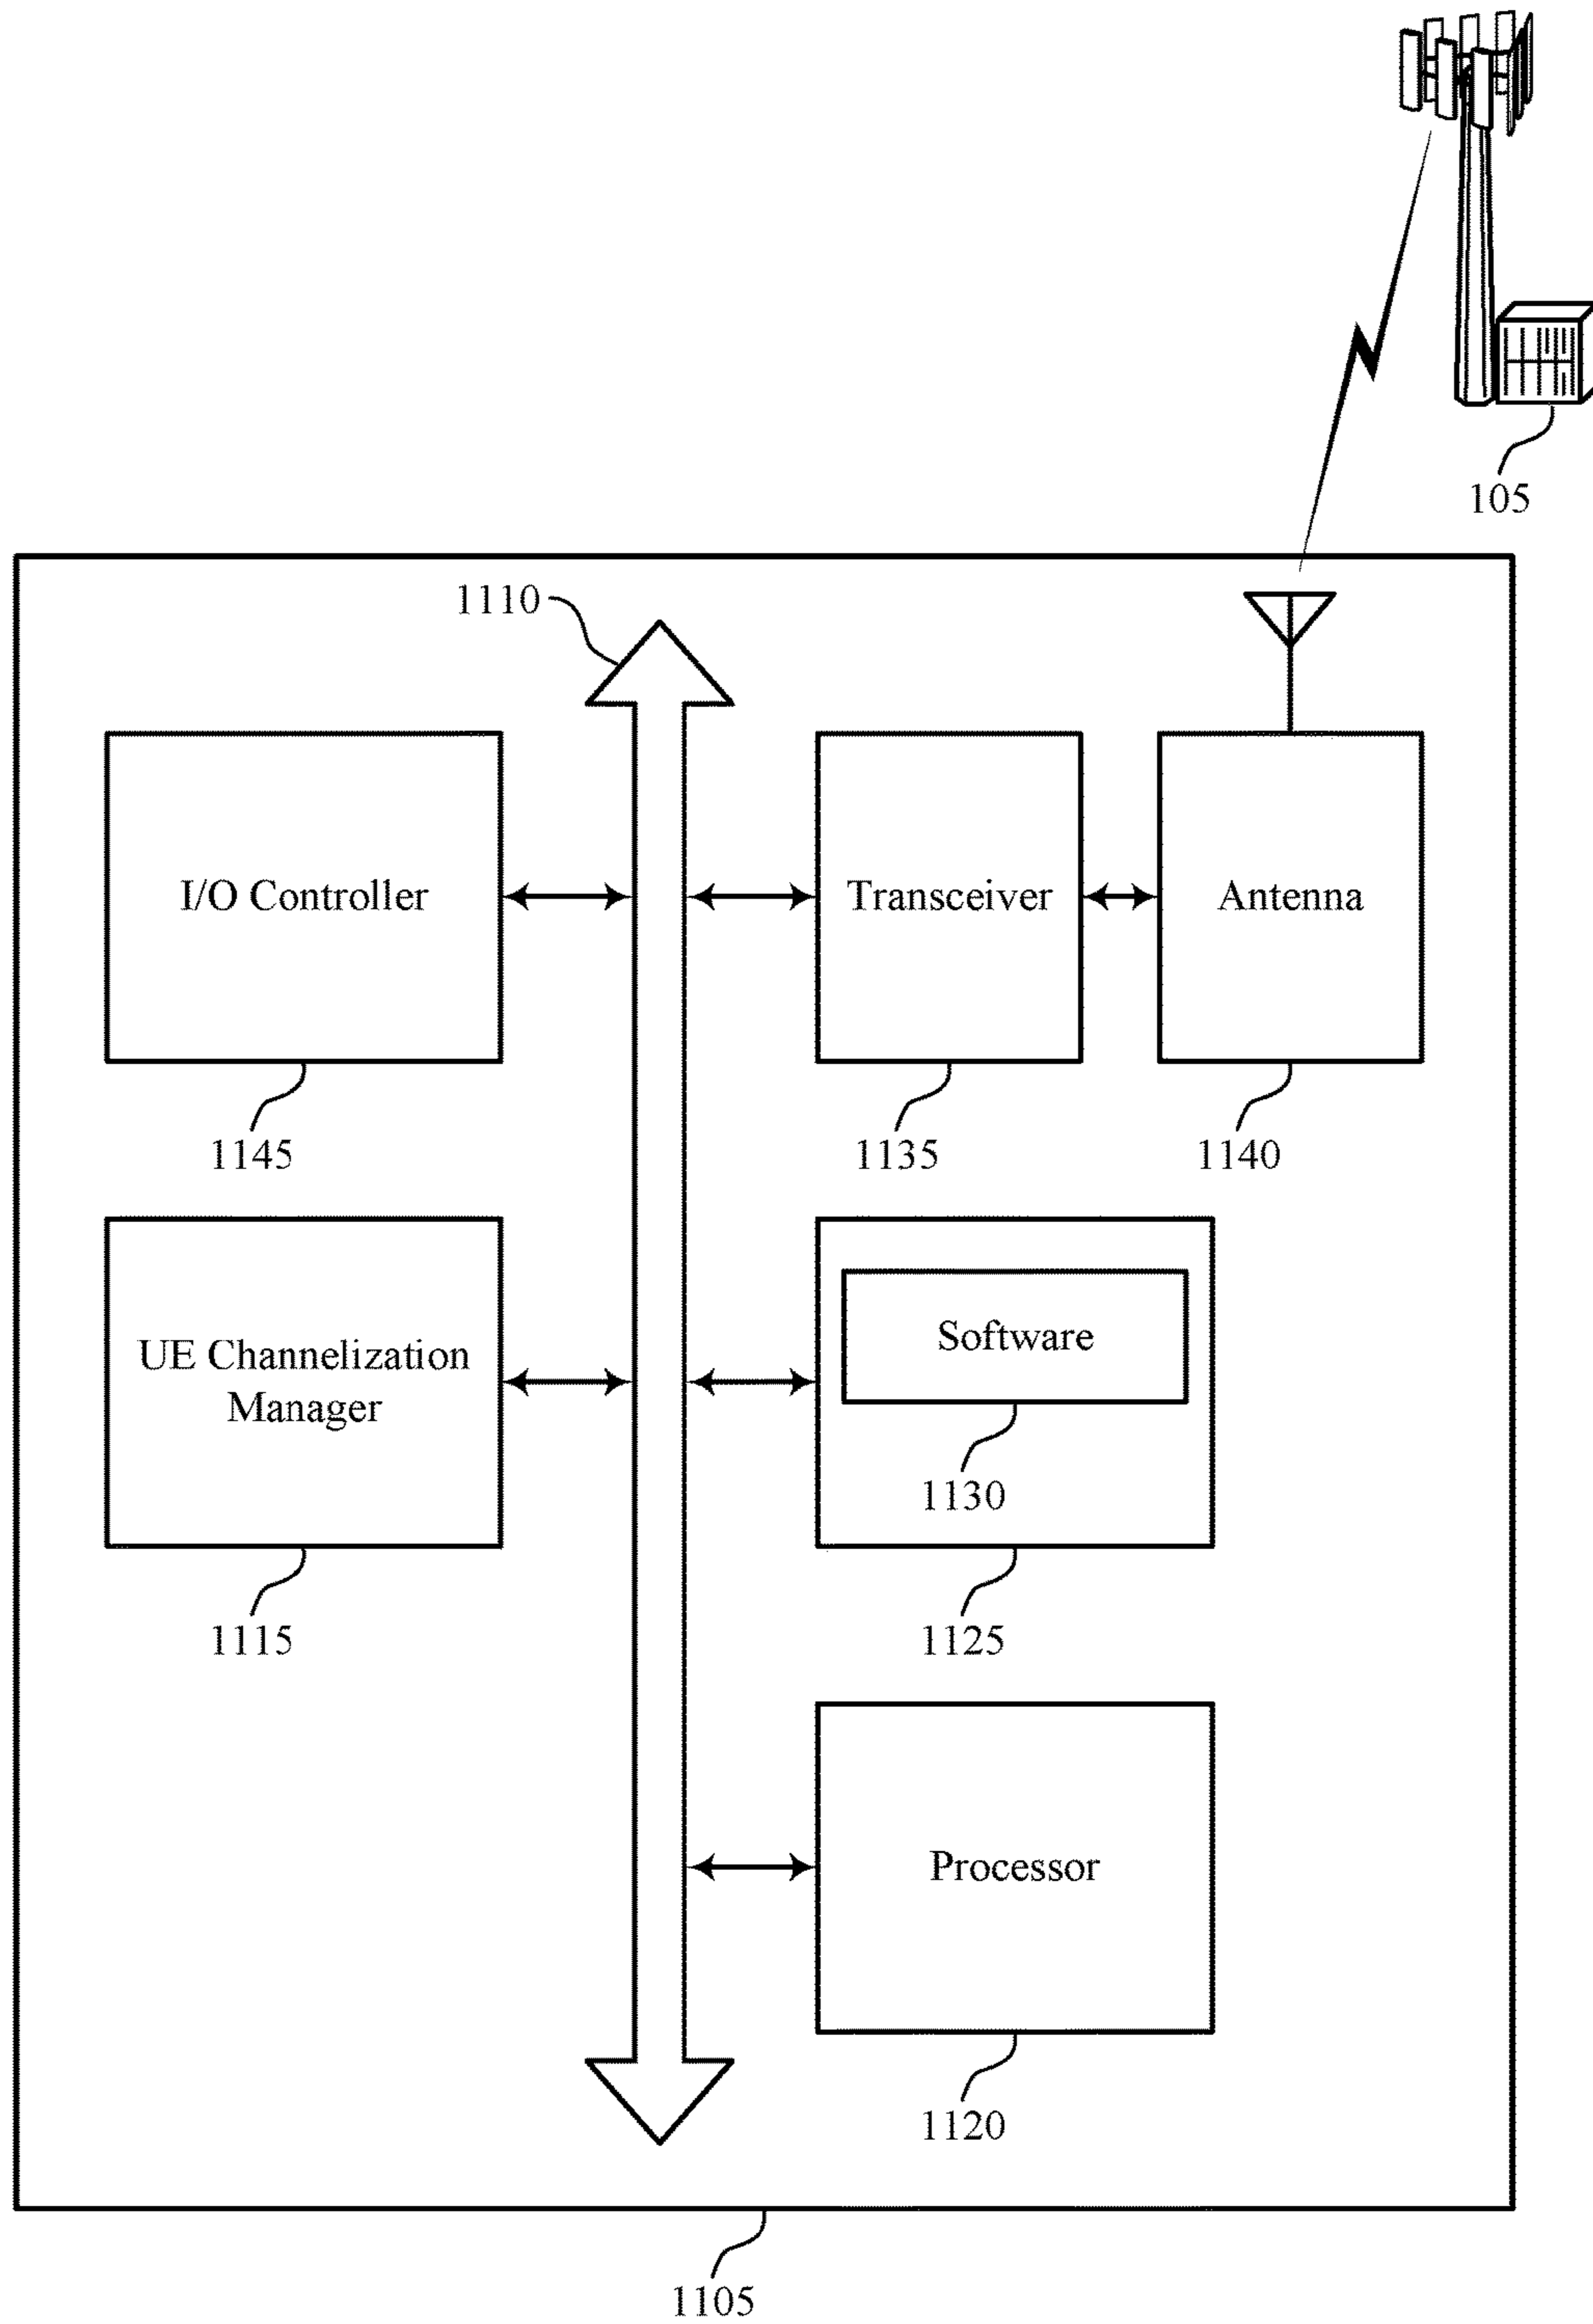 105
1110
I/O Controller
Transceiver
Antenna
1145
1135
1140
UE Channelization
Manager
Software
1130
1115
1125
Processor
1120
1105